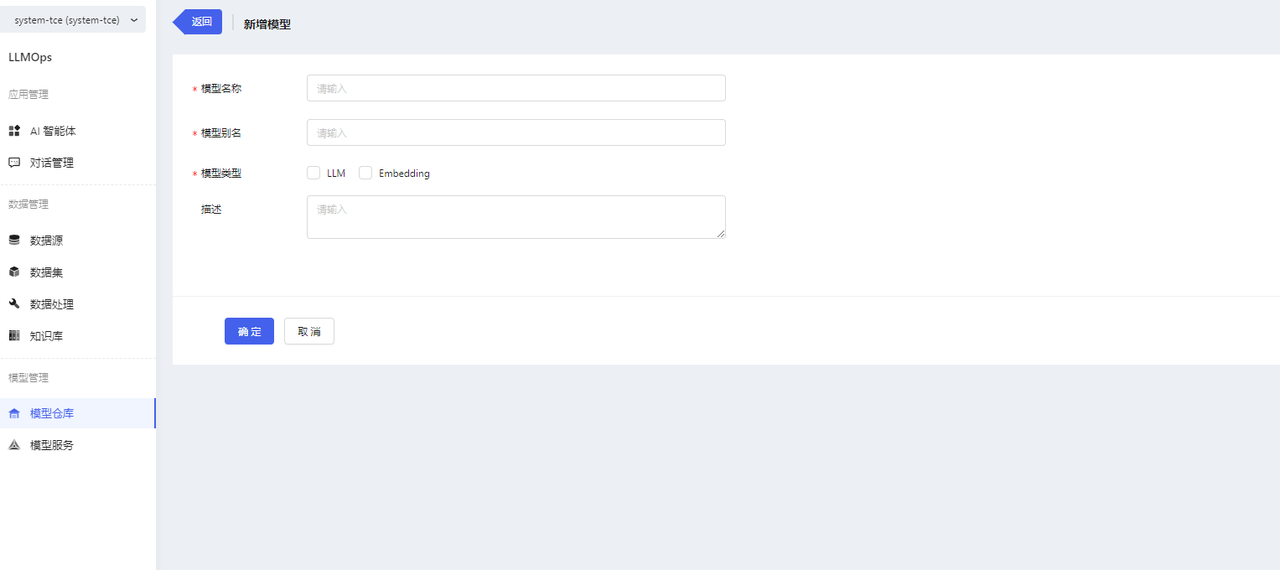 system-tce (system-tce)
LLMOps
应用管理
AI 智能体
对话管理
数据管理
数据源
数据集
数据处理
知识库
模型管理
模型仓库
模型服务
返回
新增模型
* 模型名称
请输入
* 模型别名
请输入
* 模型类型
LLM
Embedding
描述
请输入
确 定
取 消